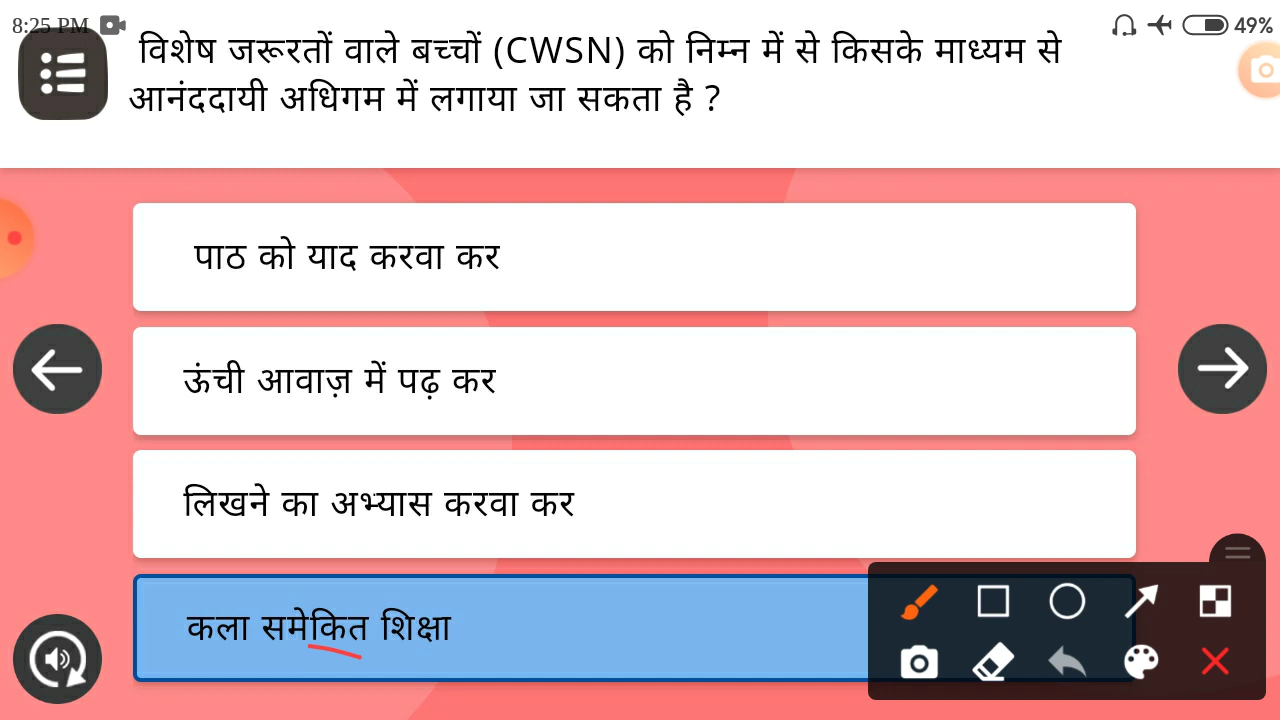 8:25 PM
49%
विशेष जरूरतों वाले बच्चों (CWSN) को निम्न में से किसके माध्यम से
आनंददायी अधिगम में लगाया जा सकता है ?
पाठ को याद करवा कर
ऊंची आवाज़ में पढ़ कर
लिखने का अभ्यास करवा कर
कला समेकित शिक्षा